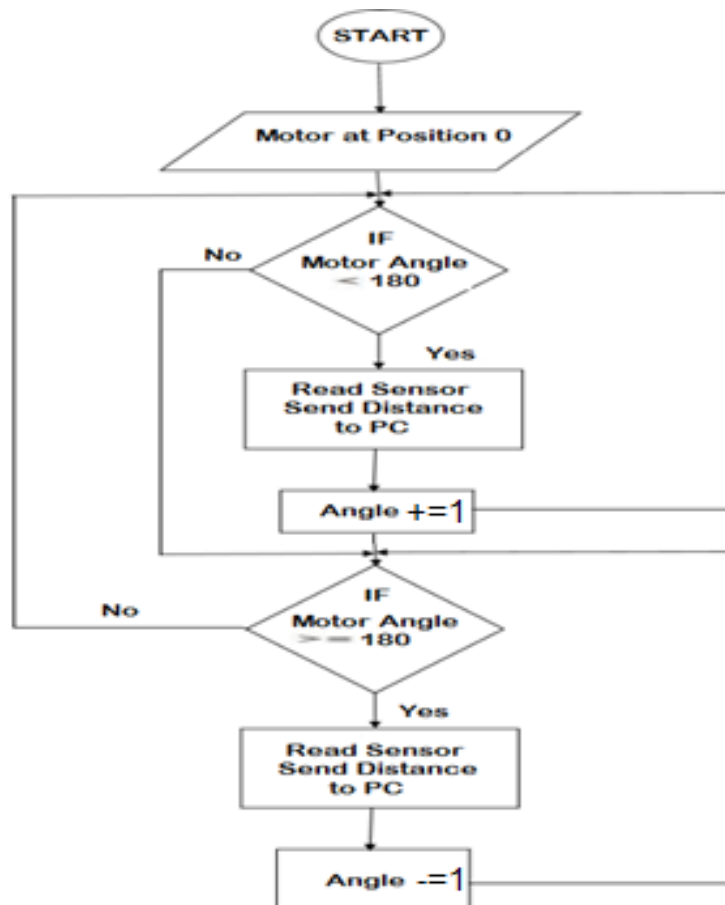 START
Motor at Position 0
IF
Motor Angle
< 180
No
Yes
Read Sensor
Send Distance
to PC
Angle +=1
IF
Motor Angle
>= 180
No
Yes
Read Sensor
Send Distance
to PC
Angle -=1